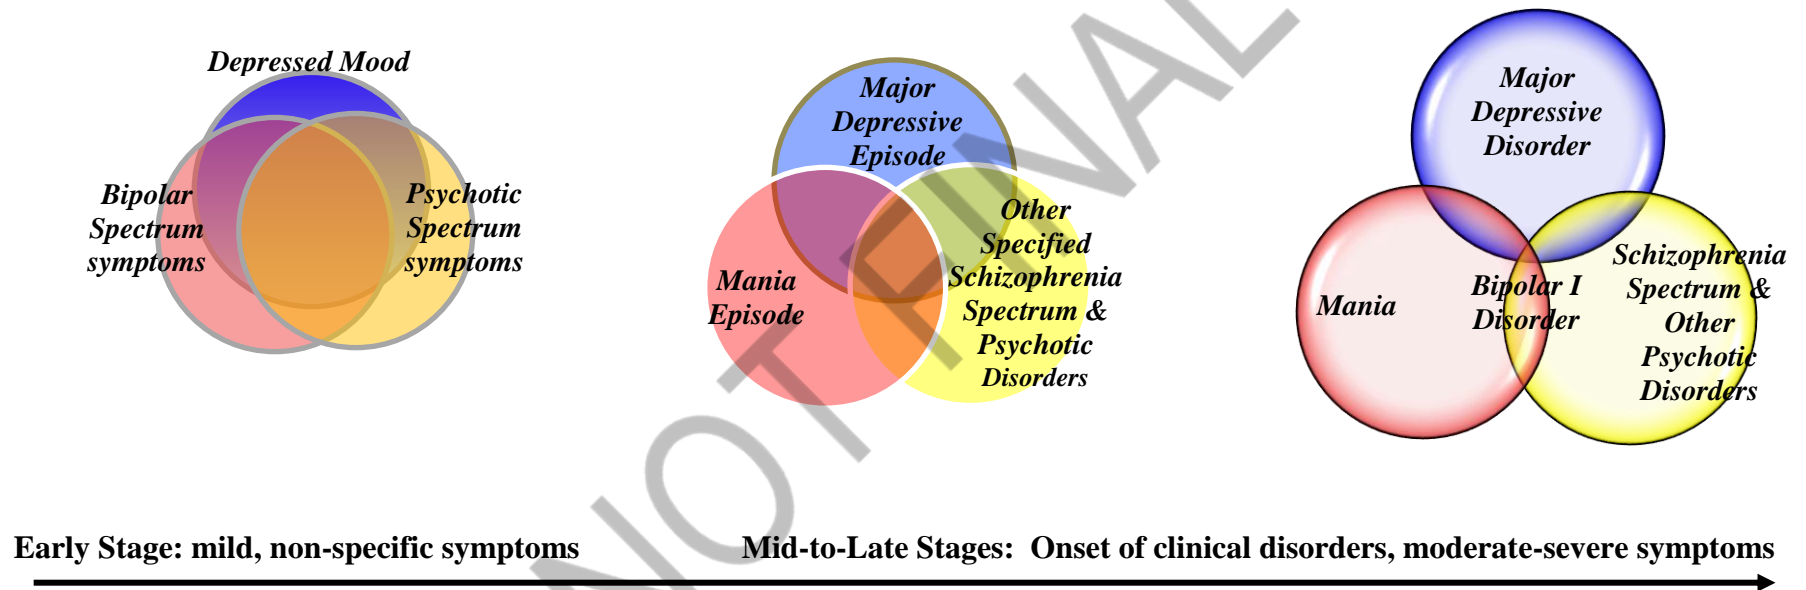 Depressed Mood
Bipolar
Spectrum
symptoms
Psychotic
Spectrum
symptoms
Major
Depressive
Episode
Mania
Episode
Other
Specified
Schizophrenia
Spectrum &
Psychotic
Disorders
Major
Depressive
Disorder
Mania
Bipolar I
Disorder
Schizophrenia
Spectrum &
Other
Psychotic
Disorders
NOT FINAL
Early Stage: mild, non-specific symptoms
Mid-to-Late Stages: Onset of clinical disorders, moderate-severe symptoms